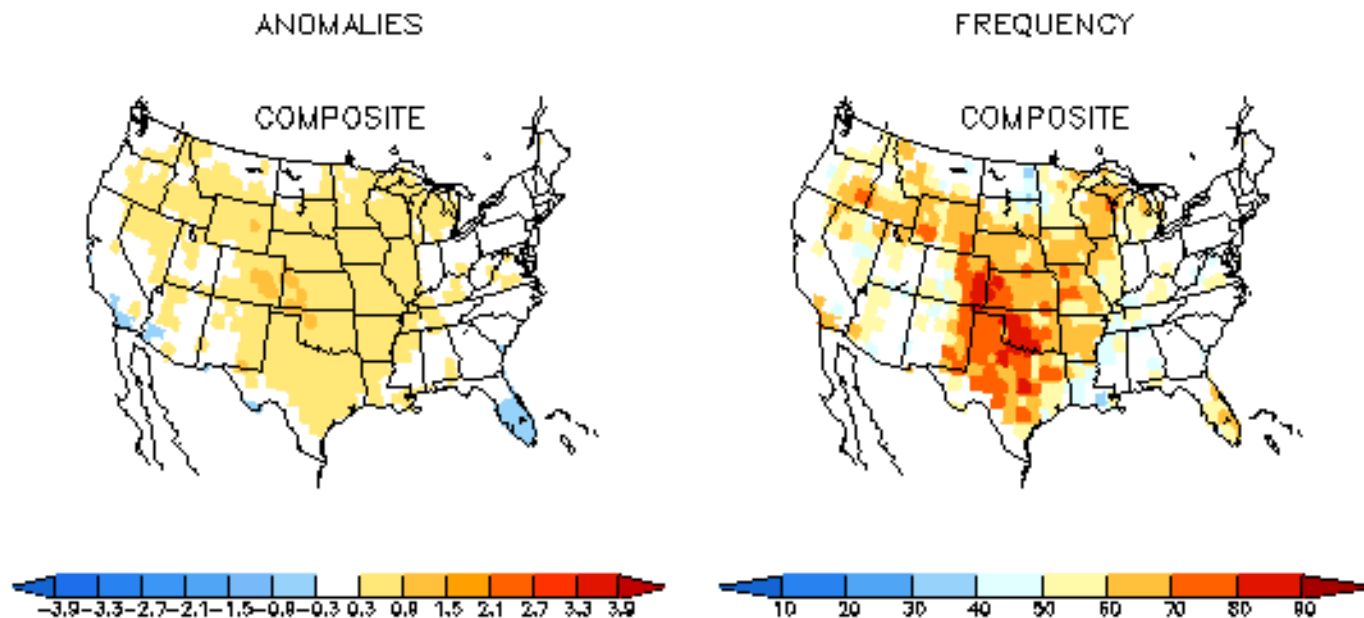 ANOMALIES FREQUENCY
COMPOSITE COMPOSITE
-3.9 -3.3 -2.7 -2.1 -1.5 -0.9 -0.3 0.3 0.9 1.5 2.1 2.7 3.3 3.9 10 20 30 40 50 60 70 80 90